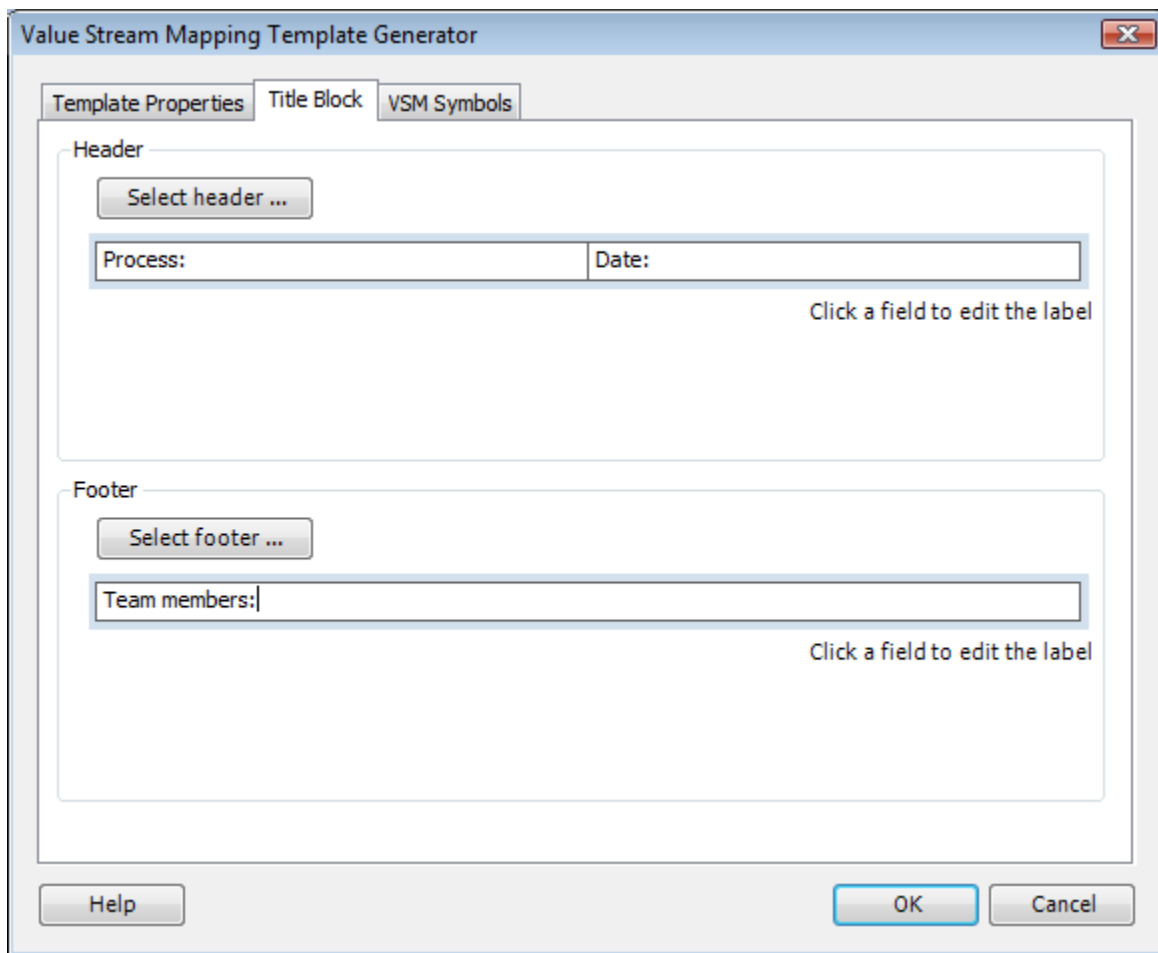 Value Stream Mapping Template Generator
Template Properties Title Block VSM Symbols
Header
Select header ...
Process: Date:
Click a field to edit the label
Footer
Select footer ...
Team members:
Click a field to edit the label
Help OK Cancel